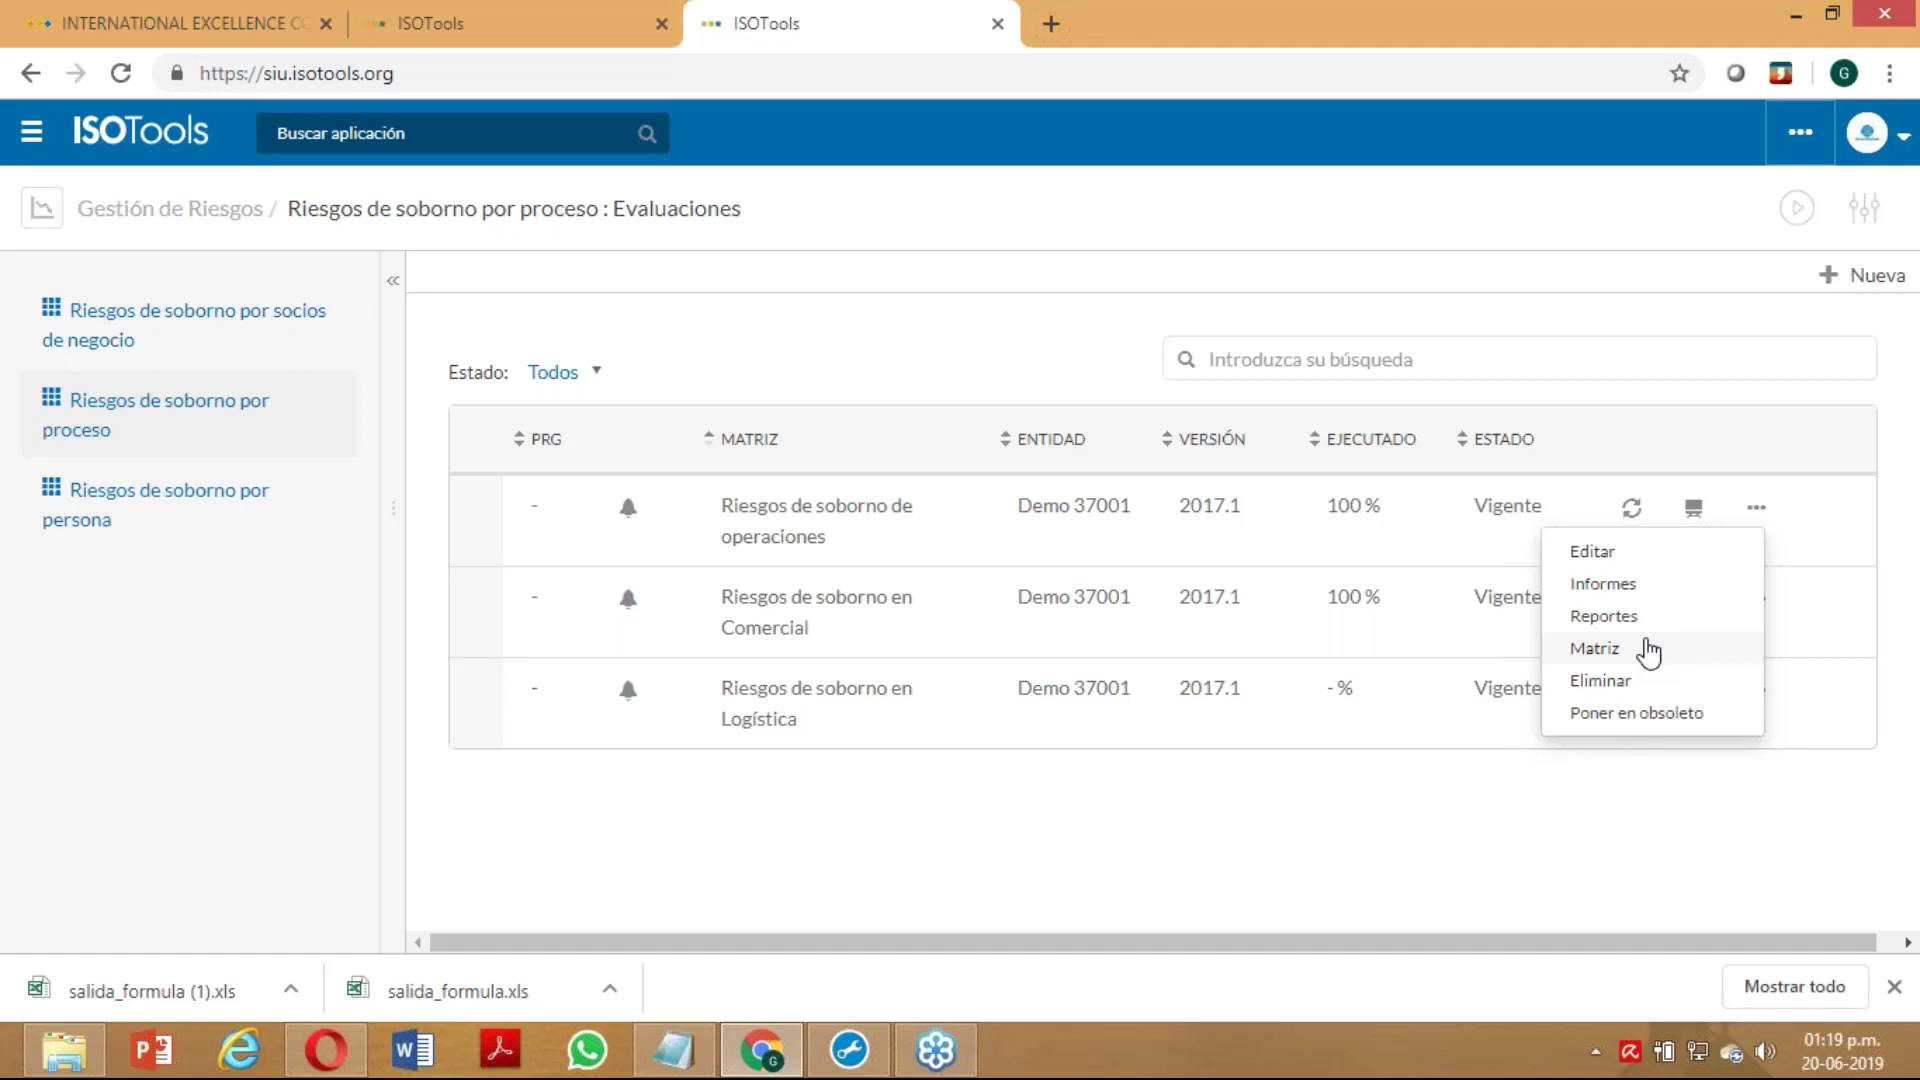 INTERNATIONAL EXCELLENCE CO
ISOTools
ISOTools
https://siu.isotools.org
G
ISOTools
Buscar aplicación
Gestión de Riesgos / Riesgos de soborno por proceso : Evaluaciones
Riesgos de soborno por socios
de negocio
Riesgos de soborno por
proceso
Riesgos de soborno por
persona
+ Nueva
Estado: Todos
Introduzca su búsqueda
PRG MATRIZ ENTIDAD VERSIÓN EJECUTADO ESTADO
- Riesgos de soborno de
operaciones
Demo 37001 2017.1 100 % Vigente
- Riesgos de soborno en
Comercial
Demo 37001 2017.1 100 % Vigente
- Riesgos de soborno en
Logística
Demo 37001 2017.1 - % Vigente
Editar
Informes
Reportes
Matriz
Eliminar
Poner en obsoleto
salida_formula (1).xls
salida_formula.xls
Mostrar todo
01:19 p.m.
20-06-2019